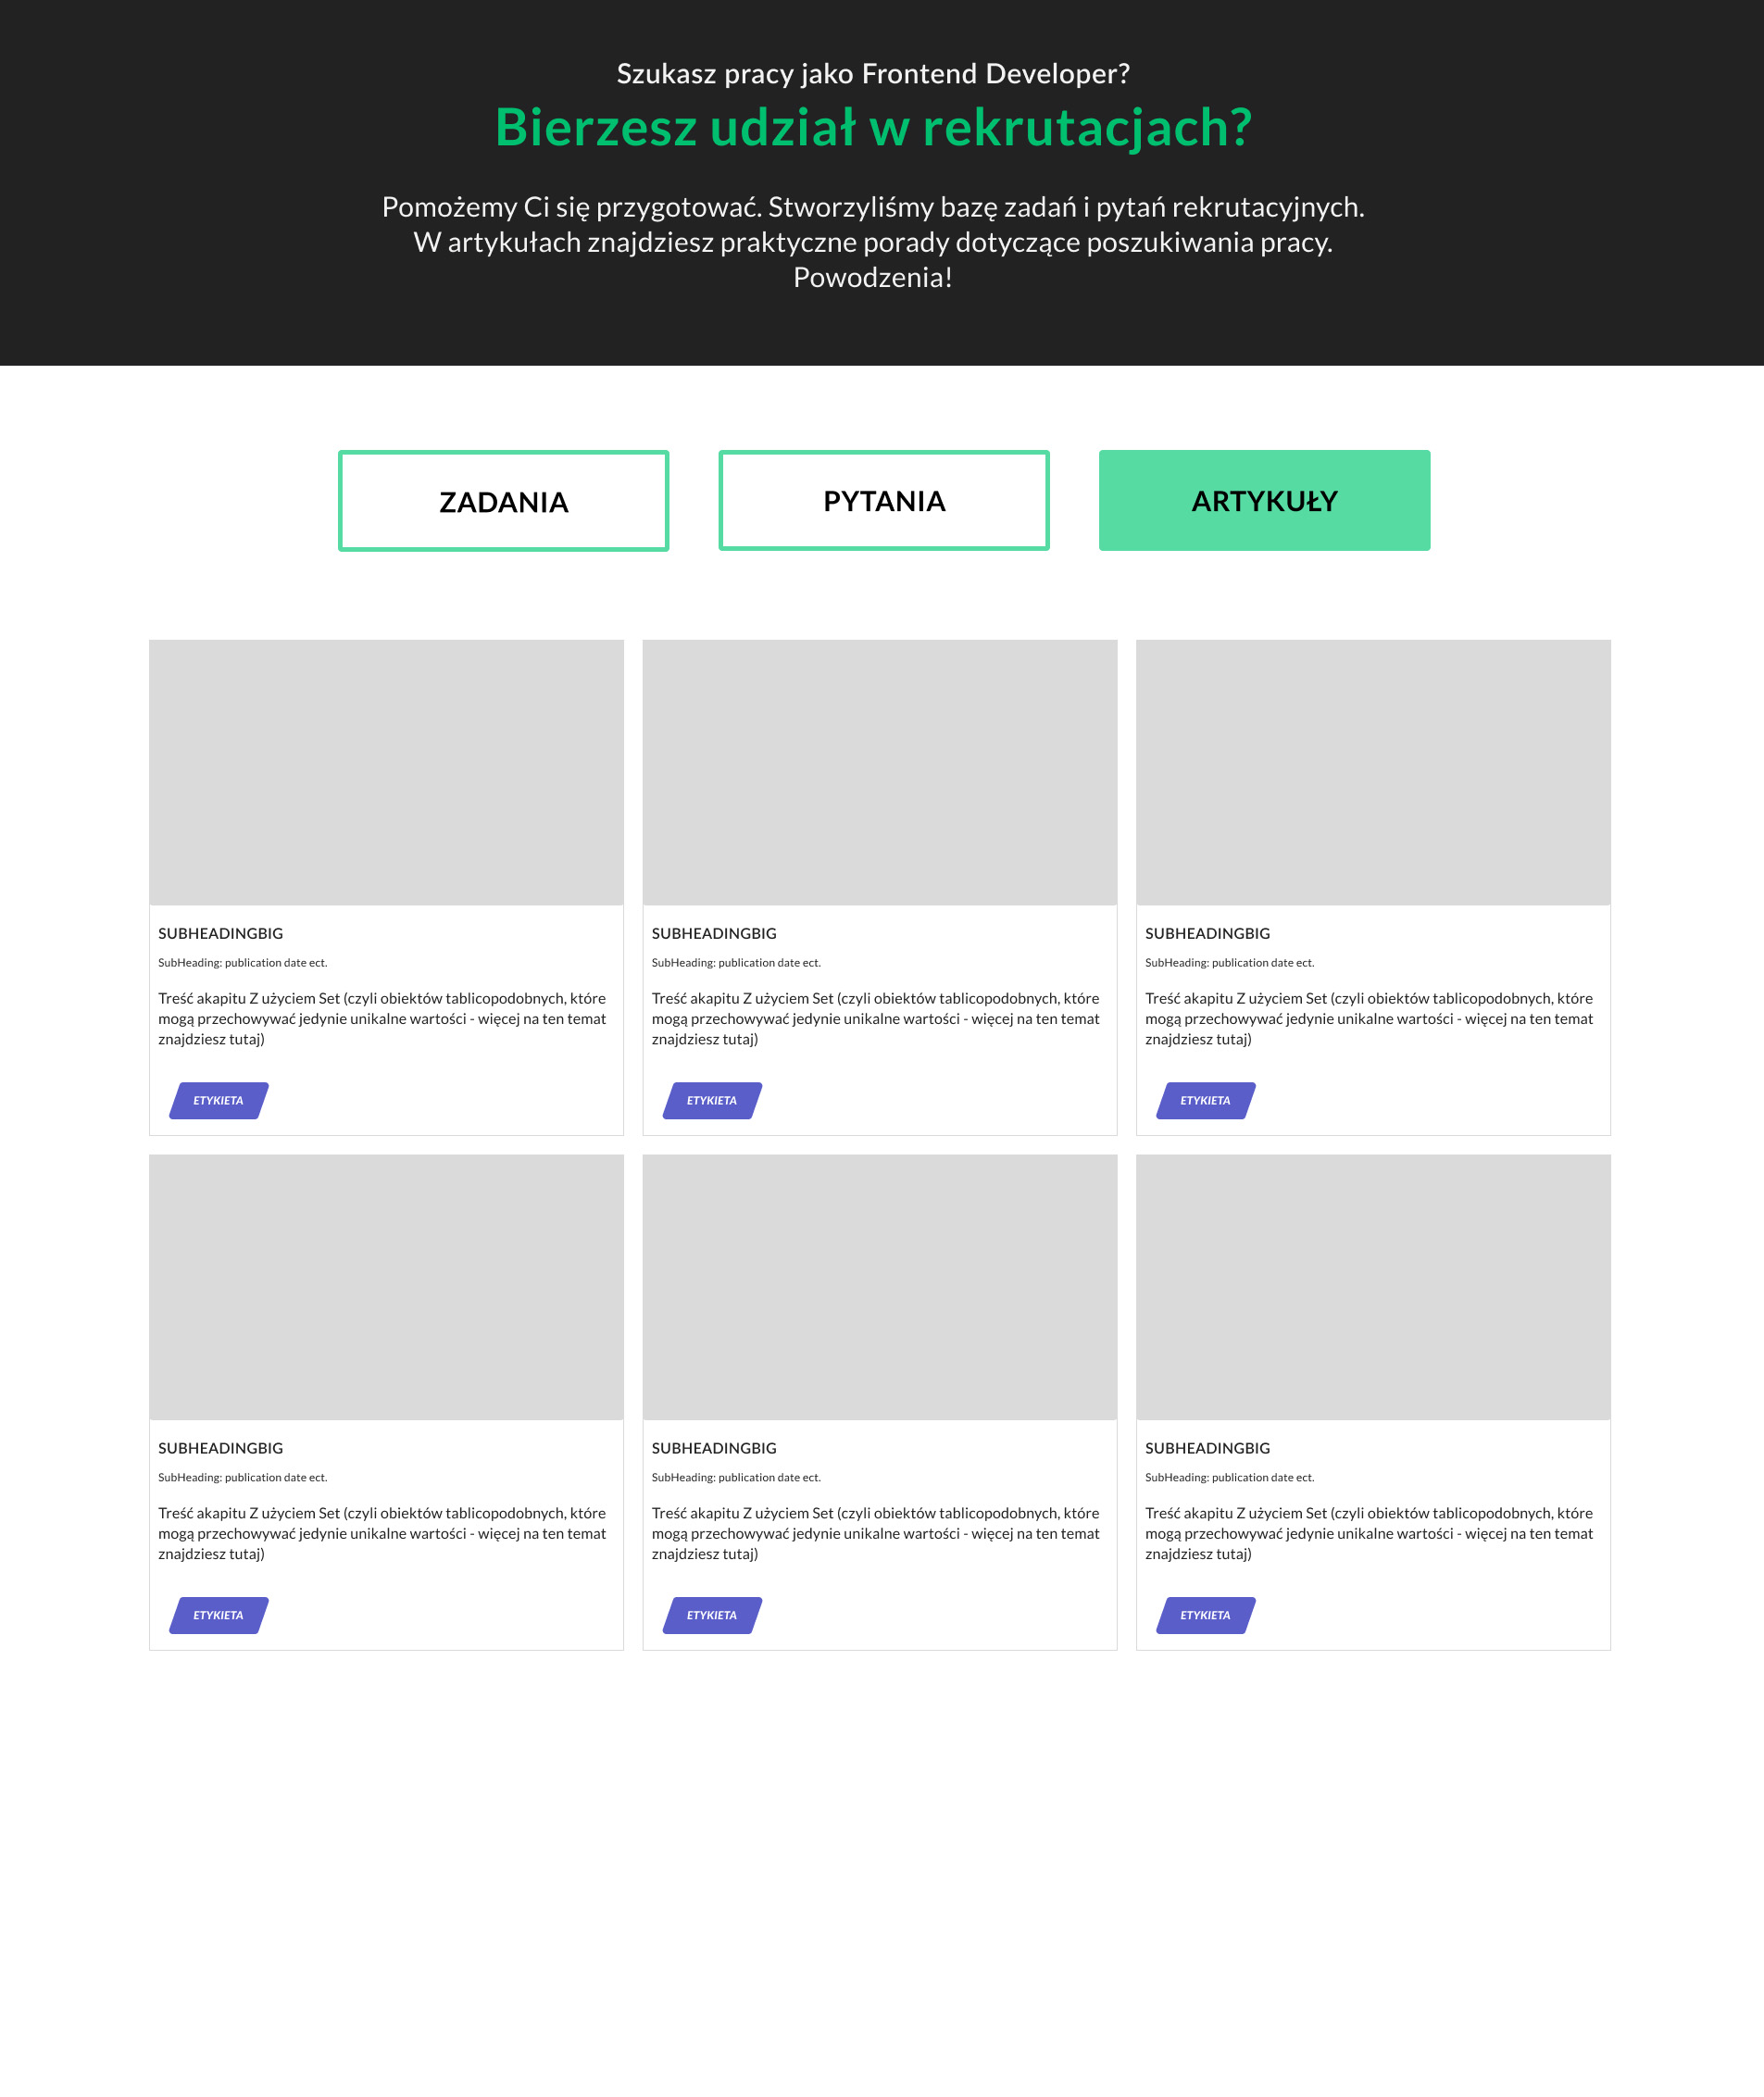 Szukasz pracy jako Frontend Developer?
Bierzesz udział w rekrutacjach?
Pomożemy Ci się przygotować. Stworzyliśmy bazę zadań i pytań rekrutacyjnych.
W artykułach znajdziesz praktyczne porady dotyczące poszukiwania pracy.
Powodzenia!
ZADANIA
PYTANIA
ARTYKUŁY
SUBHEADINGBIG
SubHeading: publication date ect.
Treść akapitu Z użyciem Set (czyli obiektów tablicopodobnych, które
mogą przechowywać jedynie unikalne wartości - więcej na ten temat
znajdziesz tutaj)
ETYKIETA
SUBHEADINGBIG
SubHeading: publication date ect.
Treść akapitu Z użyciem Set (czyli obiektów tablicopodobnych, które
mogą przechowywać jedynie unikalne wartości - więcej na ten temat
znajdziesz tutaj)
ETYKIETA
SUBHEADINGBIG
SubHeading: publication date ect.
Treść akapitu Z użyciem Set (czyli obiektów tablicopodobnych, które
mogą przechowywać jedynie unikalne wartości - więcej na ten temat
znajdziesz tutaj)
ETYKIETA
SUBHEADINGBIG
SubHeading: publication date ect.
Treść akapitu Z użyciem Set (czyli obiektów tablicopodobnych, które
mogą przechowywać jedynie unikalne wartości - więcej na ten temat
znajdziesz tutaj)
ETYKIETA
SUBHEADINGBIG
SubHeading: publication date ect.
Treść akapitu Z użyciem Set (czyli obiektów tablicopodobnych, które
mogą przechowywać jedynie unikalne wartości - więcej na ten temat
znajdziesz tutaj)
ETYKIETA
SUBHEADINGBIG
SubHeading: publication date ect.
Treść akapitu Z użyciem Set (czyli obiektów tablicopodobnych, które
mogą przechowywać jedynie unikalne wartości - więcej na ten temat
znajdziesz tutaj)
ETYKIETA